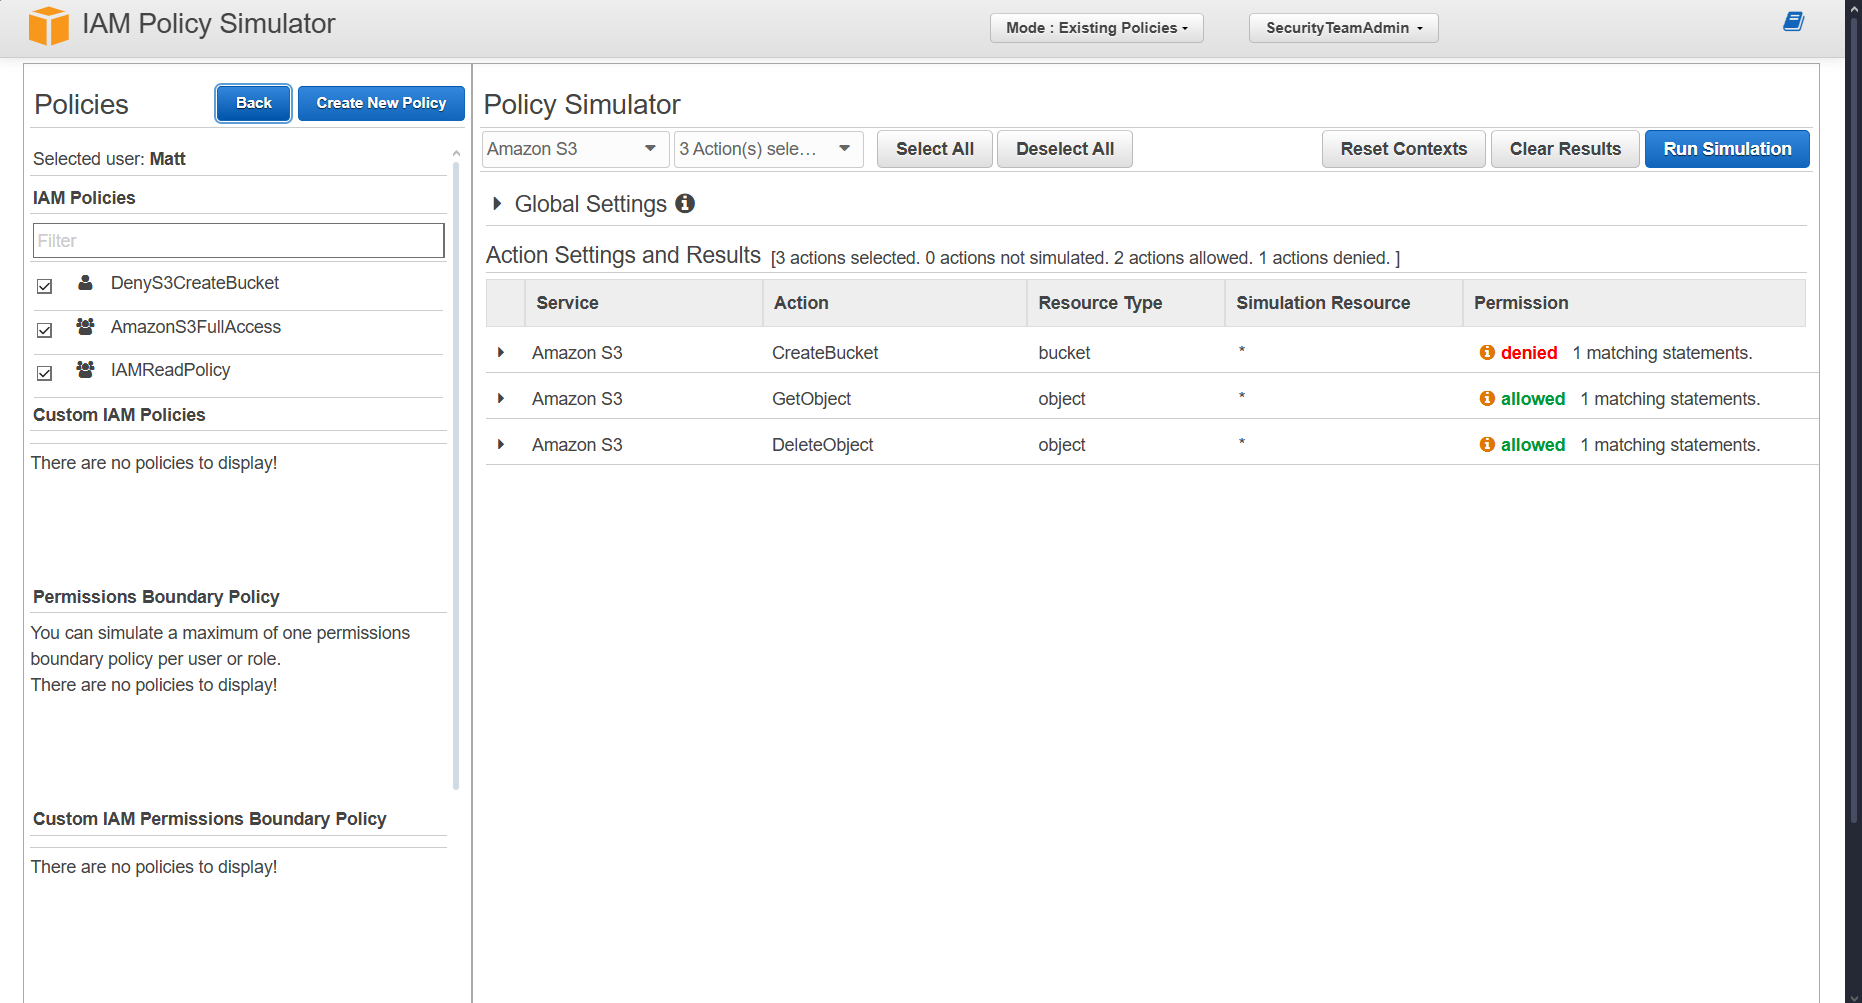 IAM Policy Simulator
Mode : Existing Policies
SecurityTeamAdmin
Policies
Back
Create New Policy
Selected user: Matt
IAM Policies
Filter
DenyS3CreateBucket
AmazonS3FullAccess
IAMReadPolicy
Custom IAM Policies
There are no policies to display!
Permissions Boundary Policy
You can simulate a maximum of one permissions
boundary policy per user or role.
There are no policies to display!
Custom IAM Permissions Boundary Policy
There are no policies to display!
Policy Simulator
Amazon S3
3 Action(s) sele...
Select All
Deselect All
Reset Contexts
Clear Results
Run Simulation
Global Settings
Action Settings and Results [3 actions selected. 0 actions not simulated. 2 actions allowed. 1 actions denied. ]
Service Action Resource Type Simulation Resource Permission
Amazon S3 CreateBucket bucket * denied 1 matching statements.
Amazon S3 GetObject object * allowed 1 matching statements.
Amazon S3 DeleteObject object * allowed 1 matching statements.